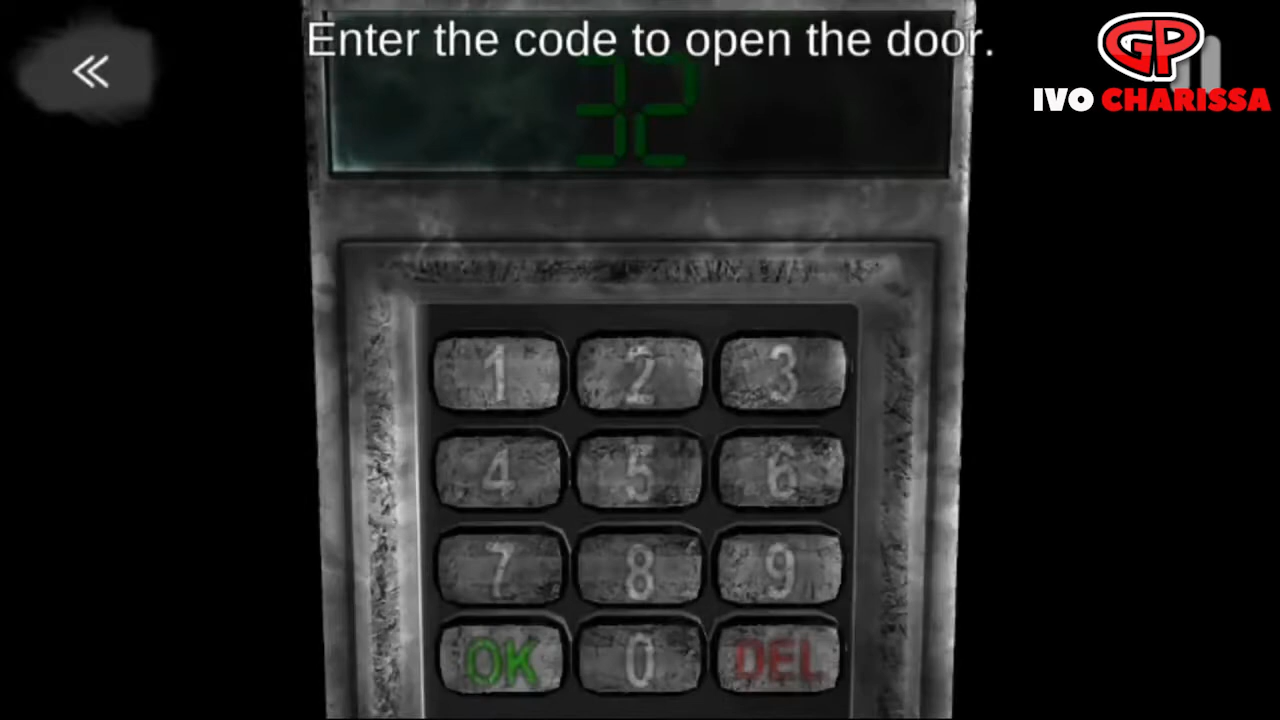 Enter the code to open the door.
GP
IVO CHARISSA
32
1 2 3
4 5 6
7 8 9
OK 0 DEL